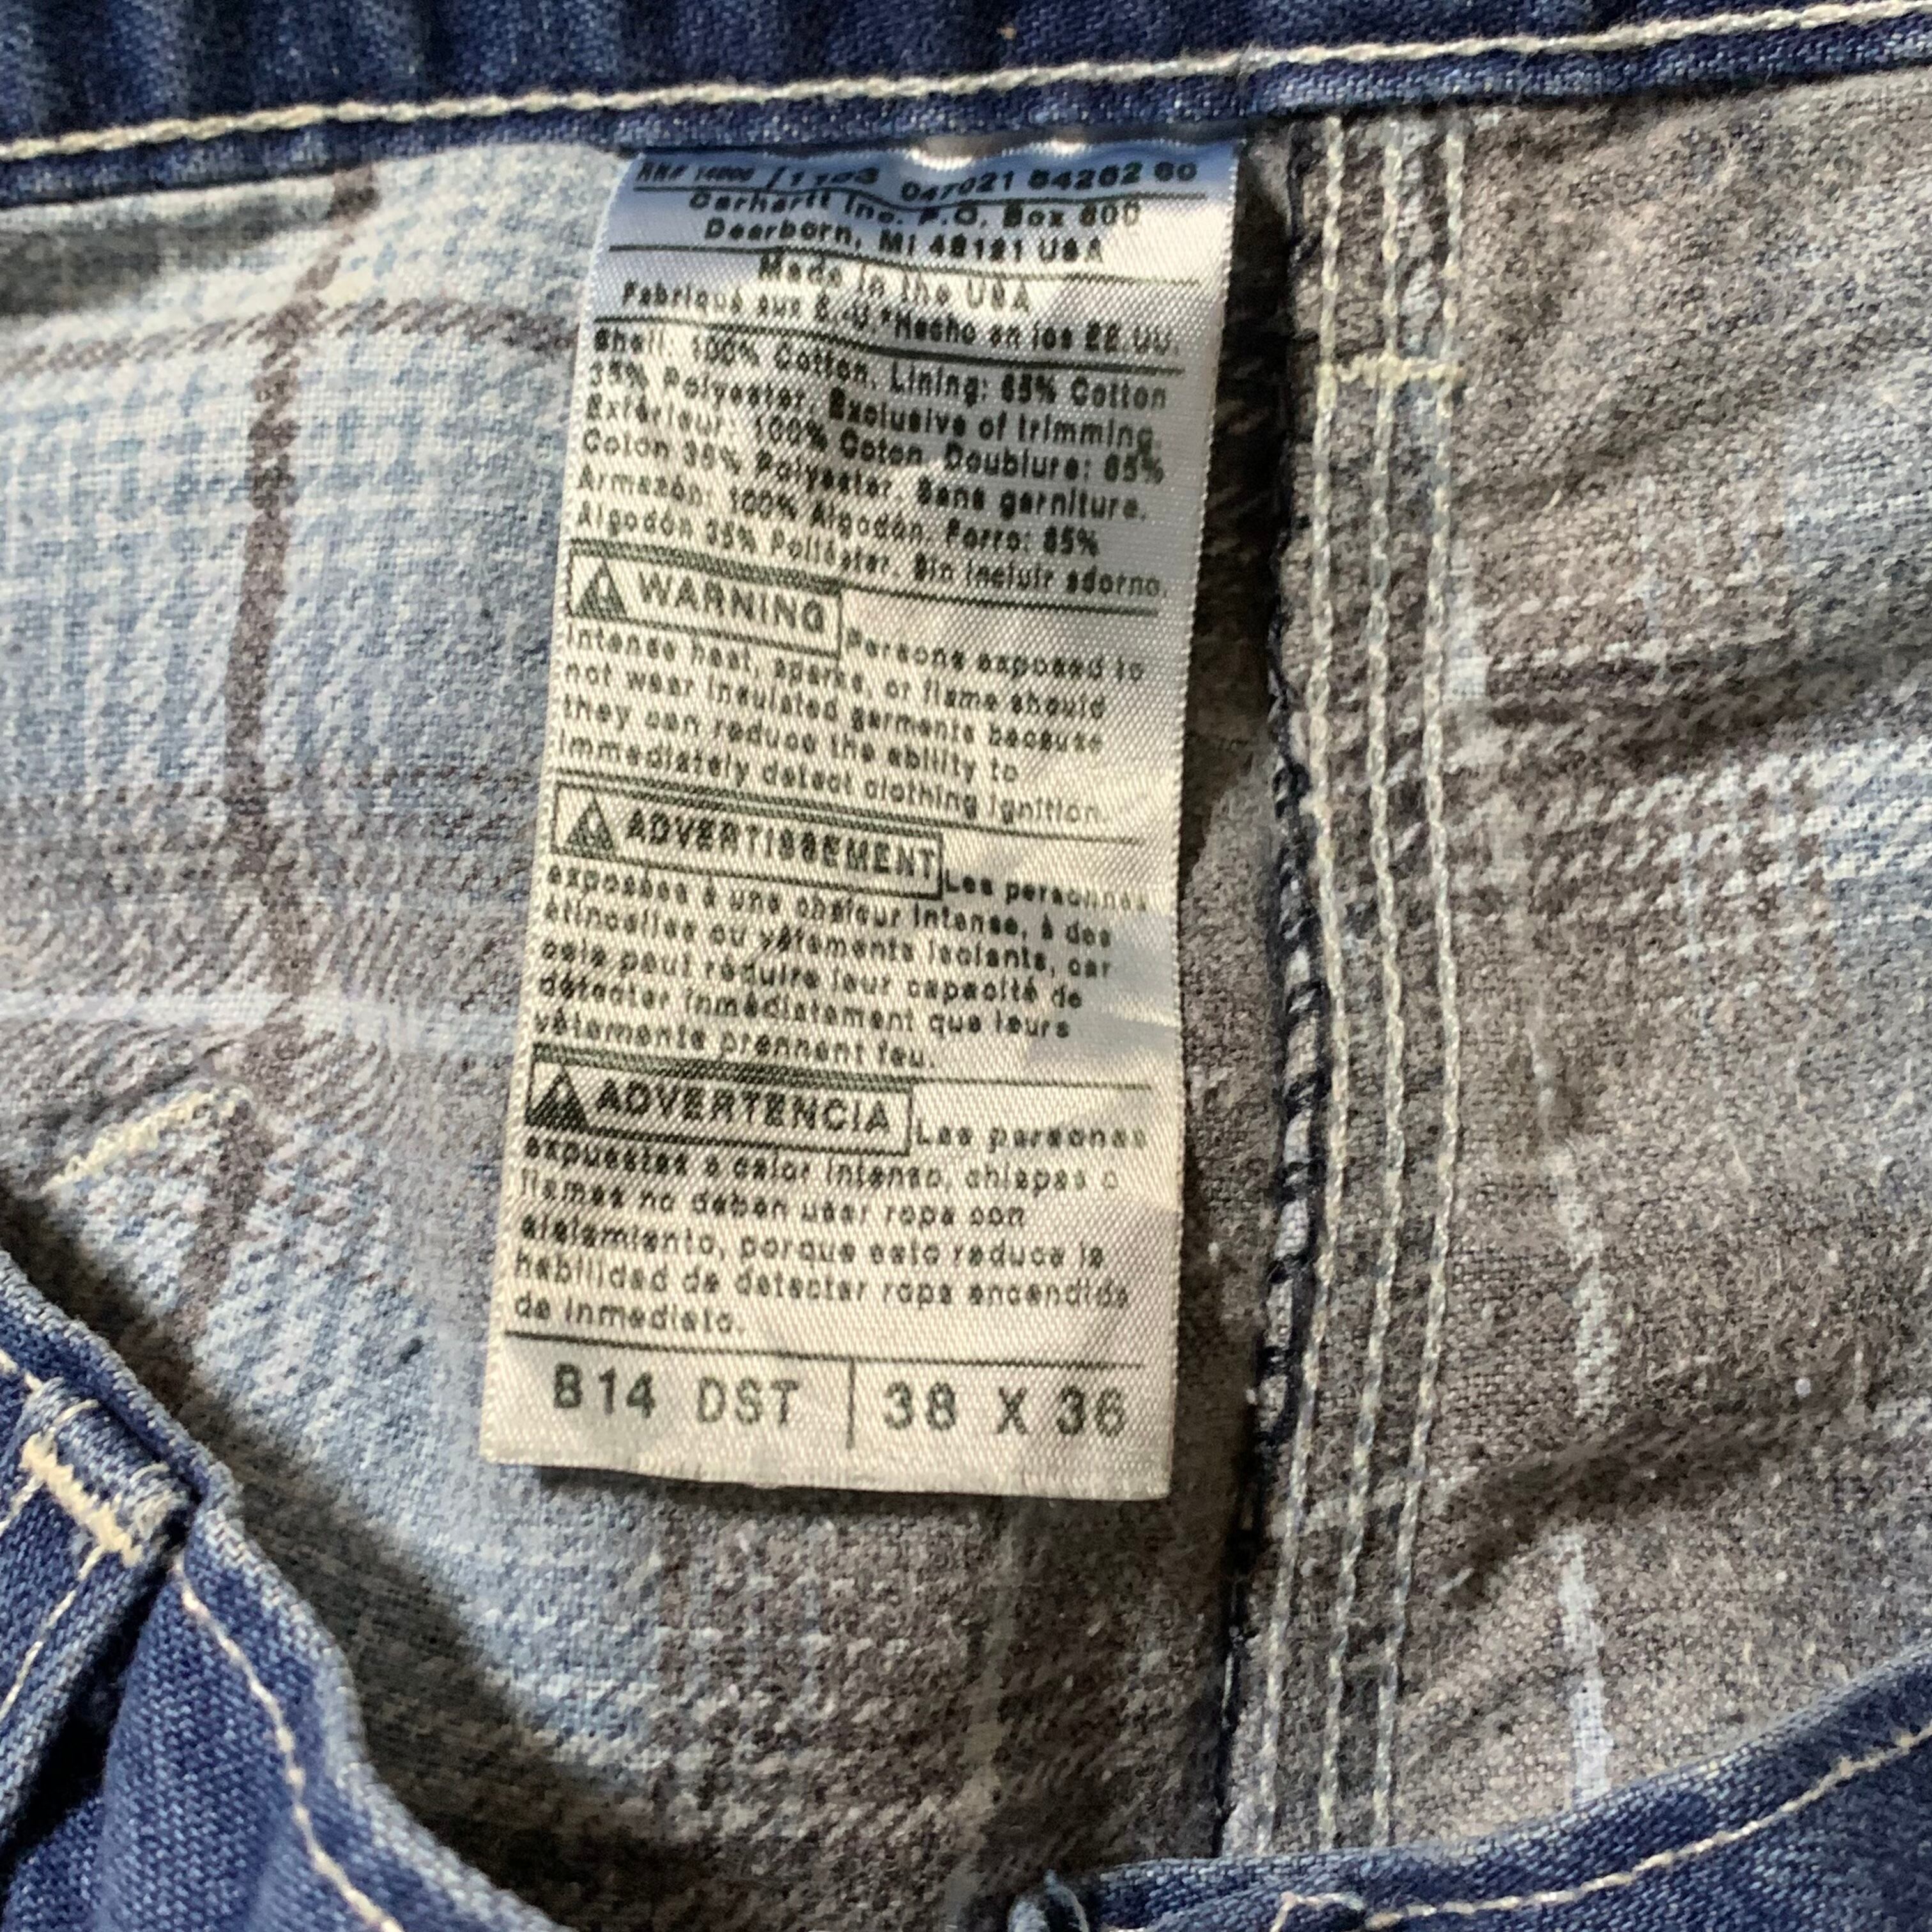 RN# 14806 / 1103 047021 54262 60
Carhartt Inc. P.O. Box 600
Dearborn, MI 48121 USA
Made in the USA
Fabriqué aux É.-U.*Hecho en los EE.UU.
Shell: 100% Cotton. Lining: 65% Cotton
35% Polyester. Exclusive of trimming.
Extérieur: 100% Coton. Doublure: 65%
Coton 35% Polyester. Sans garniture.
Armazón: 100% Algodón. Forro: 65%
Algodón 35% Poliéster. Sin incluir adorno.
WARNING Persons exposed to
intense heat, sparks, or flame should
not wear insulated garments because
they can reduce the ability to
immediately detect clothing ignition.
ADVERTISSEMENT Les personnes
exposées à une chaleur intense, à des
étincelles ou vêtements isolants, car
cela peut réduire leur capacité de
détecter immédiatement que leurs
vêtements prennent feu.
ADVERTENCIA Las personas
expuestas a calor intenso, chispas o
llamas no deben usar ropa con
aislamiento, porque esto reduce la
habilidad de detectar ropa encendida
de inmediato.
B14 DST 38 X 36